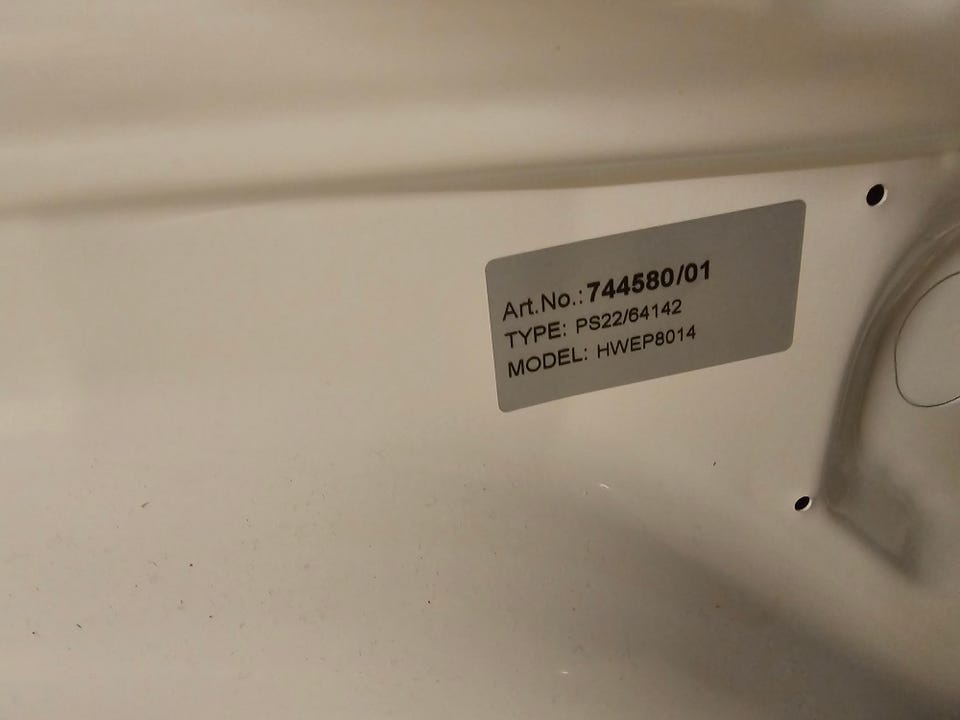 Art.No.:744580/01
TYPE: PS22/64142
MODEL: HWEP8014